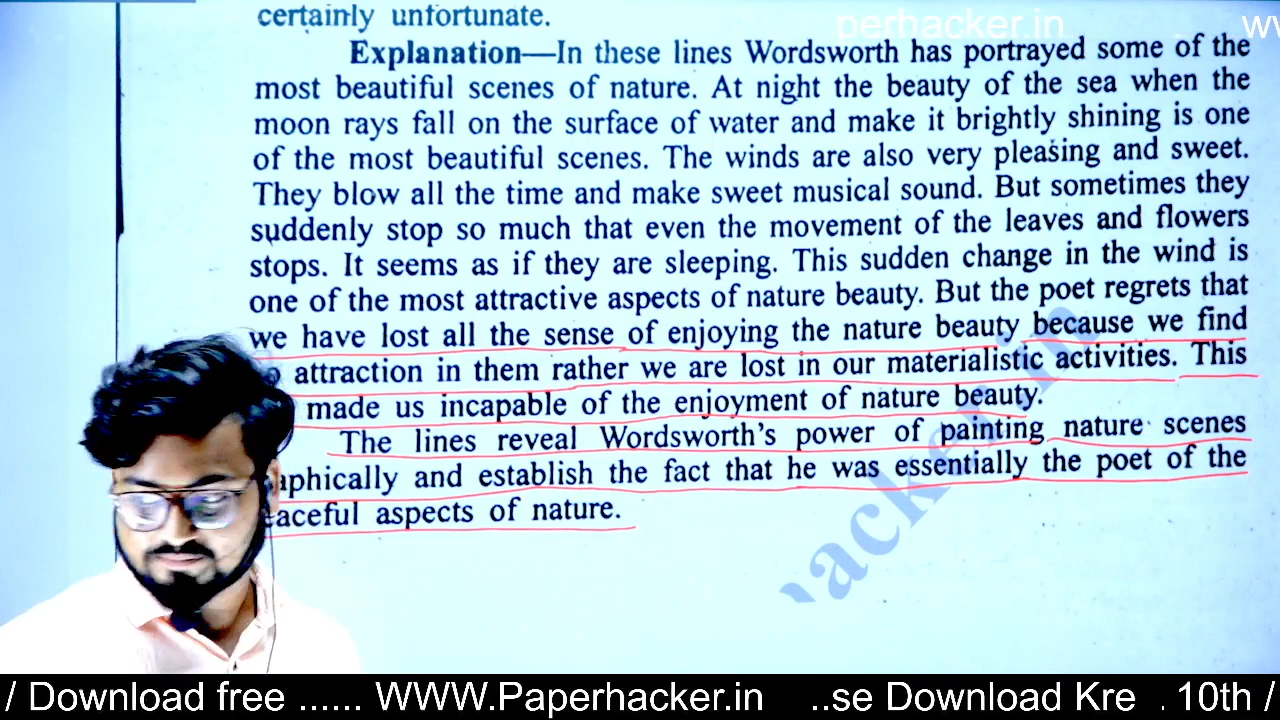 certainly unfortunate.
perhacker.in
Explanation—In these lines Wordsworth has portrayed some of the
most beautiful scenes of nature. At night the beauty of the sea when the
moon rays fall on the surface of water and make it brightly shining is one
of the most beautiful scenes. The winds are also very pleasing and sweet.
They blow all the time and make sweet musical sound. But sometimes they
suddenly stop so much that even the movement of the leaves and flowers
stops. It seems as if they are sleeping. This sudden change in the wind is
one of the most attractive aspects of nature beauty. But the poet regrets that
we have lost all the sense of enjoying the nature beauty because we find
attraction in them rather we are lost in our materialistic activities. This
made us incapable of the enjoyment of nature beauty.
The lines reveal Wordsworth's power of painting nature scenes
aphically and establish the fact that he was essentially the poet of the
aceful aspects of nature.
/ Download free ...... WWW.Paperhacker.in ..se Download Kre . 10th /